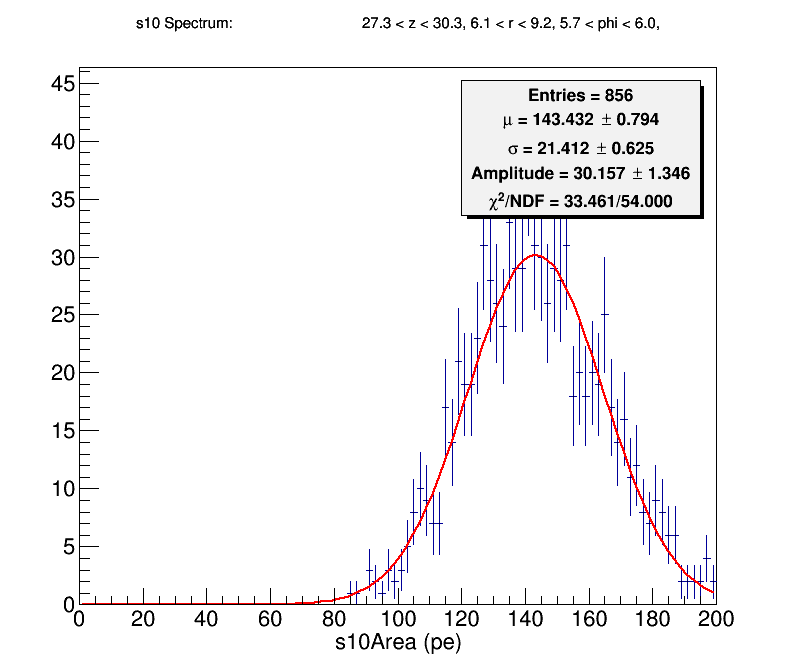 s10 Spectrum: 27.3 < z < 30.3, 6.1 < r < 9.2, 5.7 < phi < 6.0,
Entries = 856
μ = 143.432 ± 0.794
σ = 21.412 ± 0.625
Amplitude = 30.157 ± 1.346
χ²/NDF = 33.461/54.000
45
40
35
30
25
20
15
10
5
0
0 20 40 60 80 100 120 140 160 180 200
s10Area (pe)